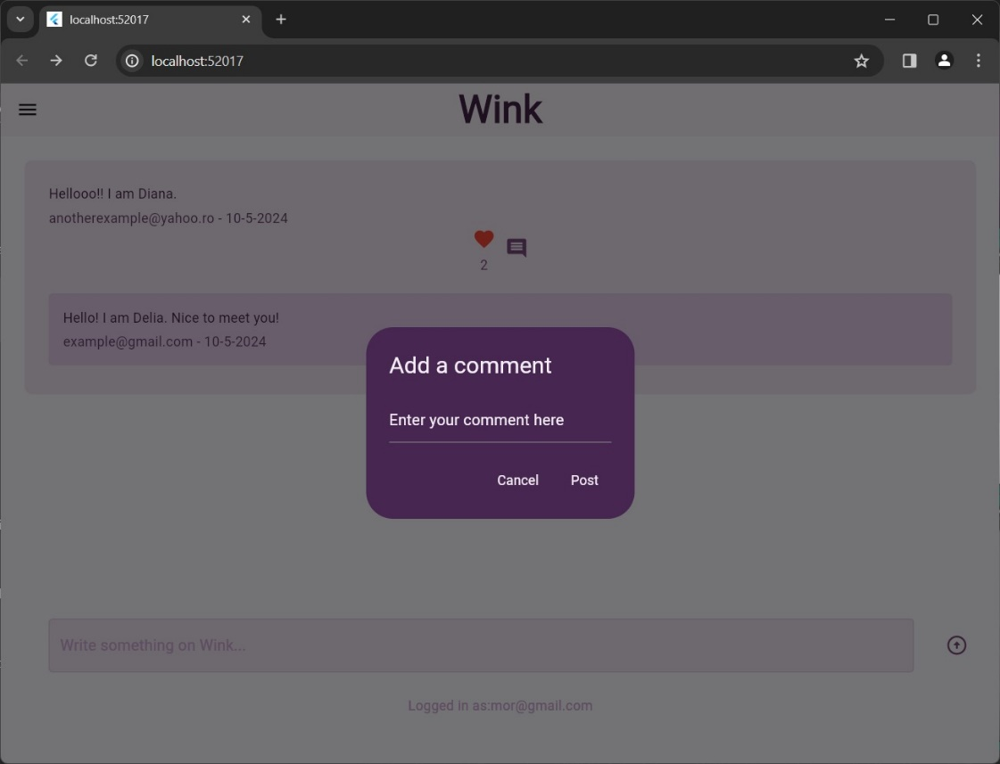 localhost:52017
localhost:52017
Wink
Hellooo!! I am Diana.
anotherexample@yahoo.ro - 10-5-2024
2
Hello! I am Delia. Nice to meet you!
example@gmail.com - 10-5-2024
Add a comment
Enter your comment here
Cancel Post
Write something on Wink...
Logged in as:mor@gmail.com